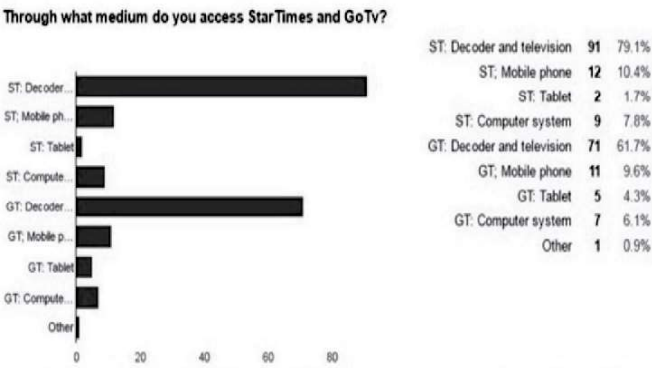 Through what medium do you access StarTimes and GoTv?
ST: Decoder...
ST; Mobile ph...
ST: Tablet
ST: Compute...
GT: Decoder...
GT; Mobile p...
GT: Tablet
GT: Compute...
Other
0 20 40 60 80
ST: Decoder and television 91 79.1%
ST; Mobile phone 12 10.4%
ST: Tablet 2 1.7%
ST: Computer system 9 7.8%
GT: Decoder and television 71 61.7%
GT; Mobile phone 11 9.6%
GT: Tablet 5 4.3%
GT: Computer system 7 6.1%
Other 1 0.9%